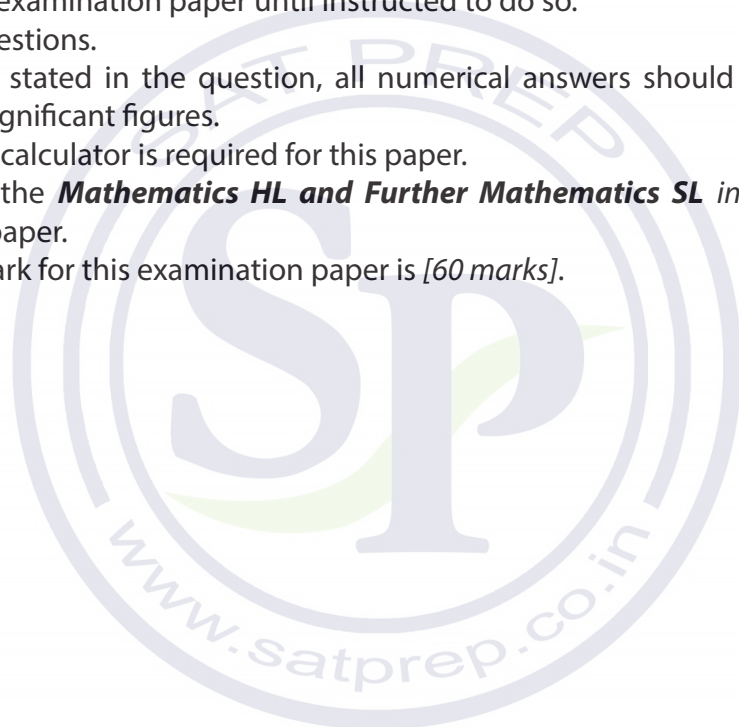 examination paper until instructed to do so.
estions.
stated in the question, all numerical answers should
gnificant figures.
calculator is required for this paper.
the Mathematics HL and Further Mathematics SL in
paper.
ark for this examination paper is [60 marks].
SAT PREP
SP
www.satprep.co.in